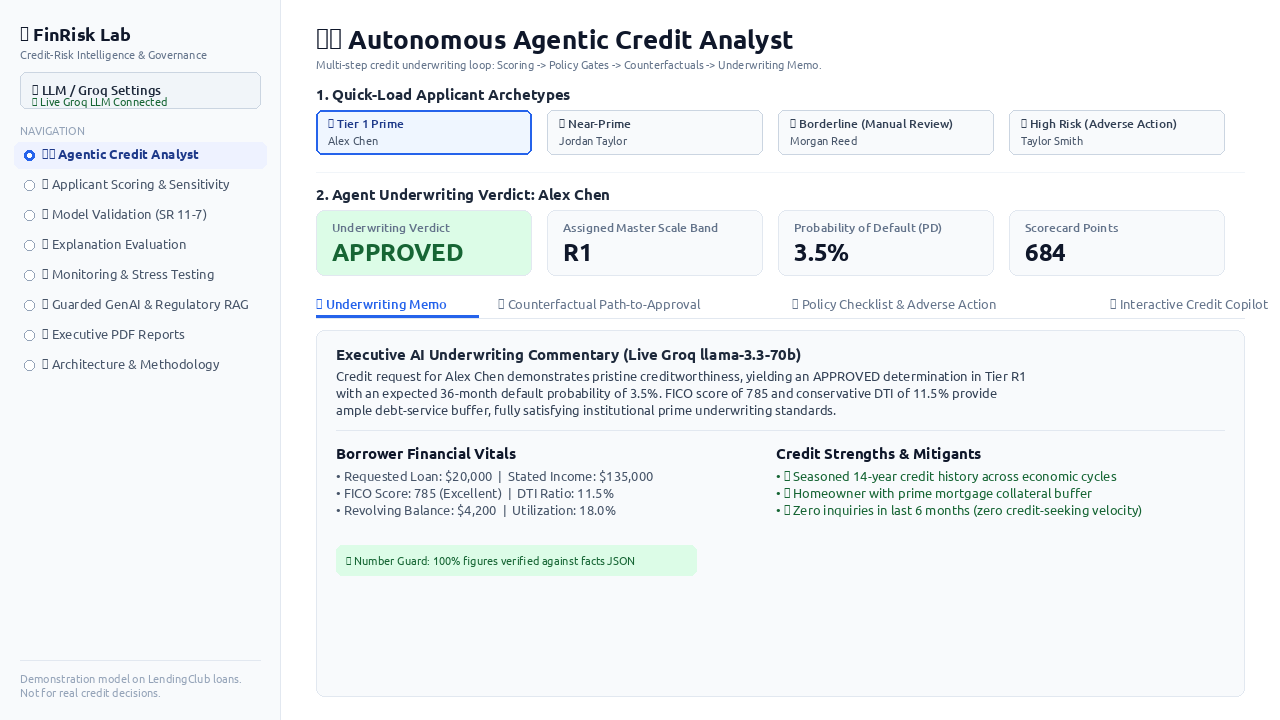 FinRisk Lab
Credit-Risk Intelligence & Governance
LLM / Groq Settings
Live Groq LLM Connected
NAVIGATION
Agentic Credit Analyst
Applicant Scoring & Sensitivity
Model Validation (SR 11-7)
Explanation Evaluation
Monitoring & Stress Testing
Guarded GenAI & Regulatory RAG
Executive PDF Reports
Architecture & Methodology
Demonstration model on LendingClub loans.
Not for real credit decisions.
Autonomous Agentic Credit Analyst
Multi-step credit underwriting loop: Scoring -> Policy Gates -> Counterfactuals -> Underwriting Memo.
1. Quick-Load Applicant Archetypes
Tier 1 Prime
Alex Chen
Near-Prime
Jordan Taylor
Borderline (Manual Review)
Morgan Reed
High Risk (Adverse Action)
Taylor Smith
2. Agent Underwriting Verdict: Alex Chen
Underwriting Verdict
APPROVED
Assigned Master Scale Band
R1
Probability of Default (PD)
3.5%
Scorecard Points
684
Underwriting Memo
Counterfactual Path-to-Approval
Policy Checklist & Adverse Action
Interactive Credit Copilot
Executive AI Underwriting Commentary (Live Groq llama-3.3-70b)
Credit request for Alex Chen demonstrates pristine creditworthiness, yielding an APPROVED determination in Tier R1
with an expected 36-month default probability of 3.5%. FICO score of 785 and conservative DTI of 11.5% provide
ample debt-service buffer, fully satisfying institutional prime underwriting standards.
Borrower Financial Vitals
• Requested Loan: $20,000 | Stated Income: $135,000
• FICO Score: 785 (Excellent) | DTI Ratio: 11.5%
• Revolving Balance: $4,200 | Utilization: 18.0%
Credit Strengths & Mitigants
• Seasoned 14-year credit history across economic cycles
• Homeowner with prime mortgage collateral buffer
• Zero inquiries in last 6 months (zero credit-seeking velocity)
Number Guard: 100% figures verified against facts JSON